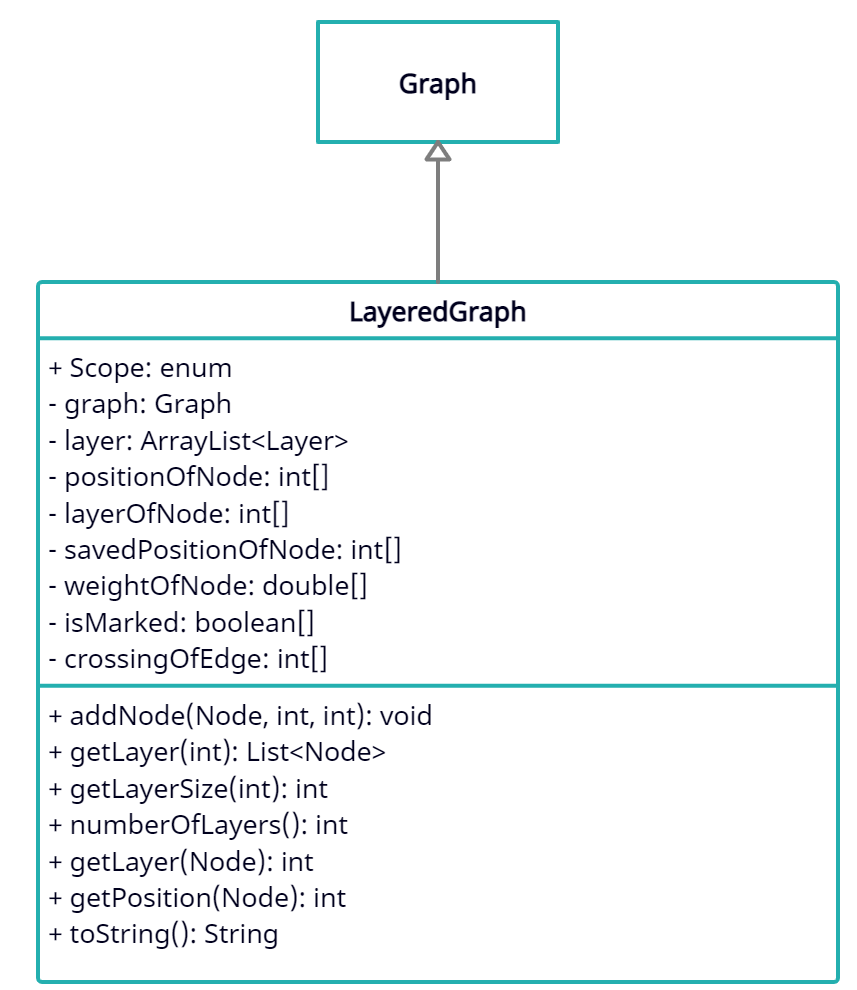 Graph
LayeredGraph
+ Scope: enum
- graph: Graph
- layer: ArrayList<Layer>
- positionOfNode: int[]
- layerOfNode: int[]
- savedPositionOfNode: int[]
- weightOfNode: double[]
- isMarked: boolean[]
- crossingOfEdge: int[]
+ addNode(Node, int, int): void
+ getLayer(int): List<Node>
+ getLayerSize(int): int
+ numberOfLayers(): int
+ getLayer(Node): int
+ getPosition(Node): int
+ toString(): String